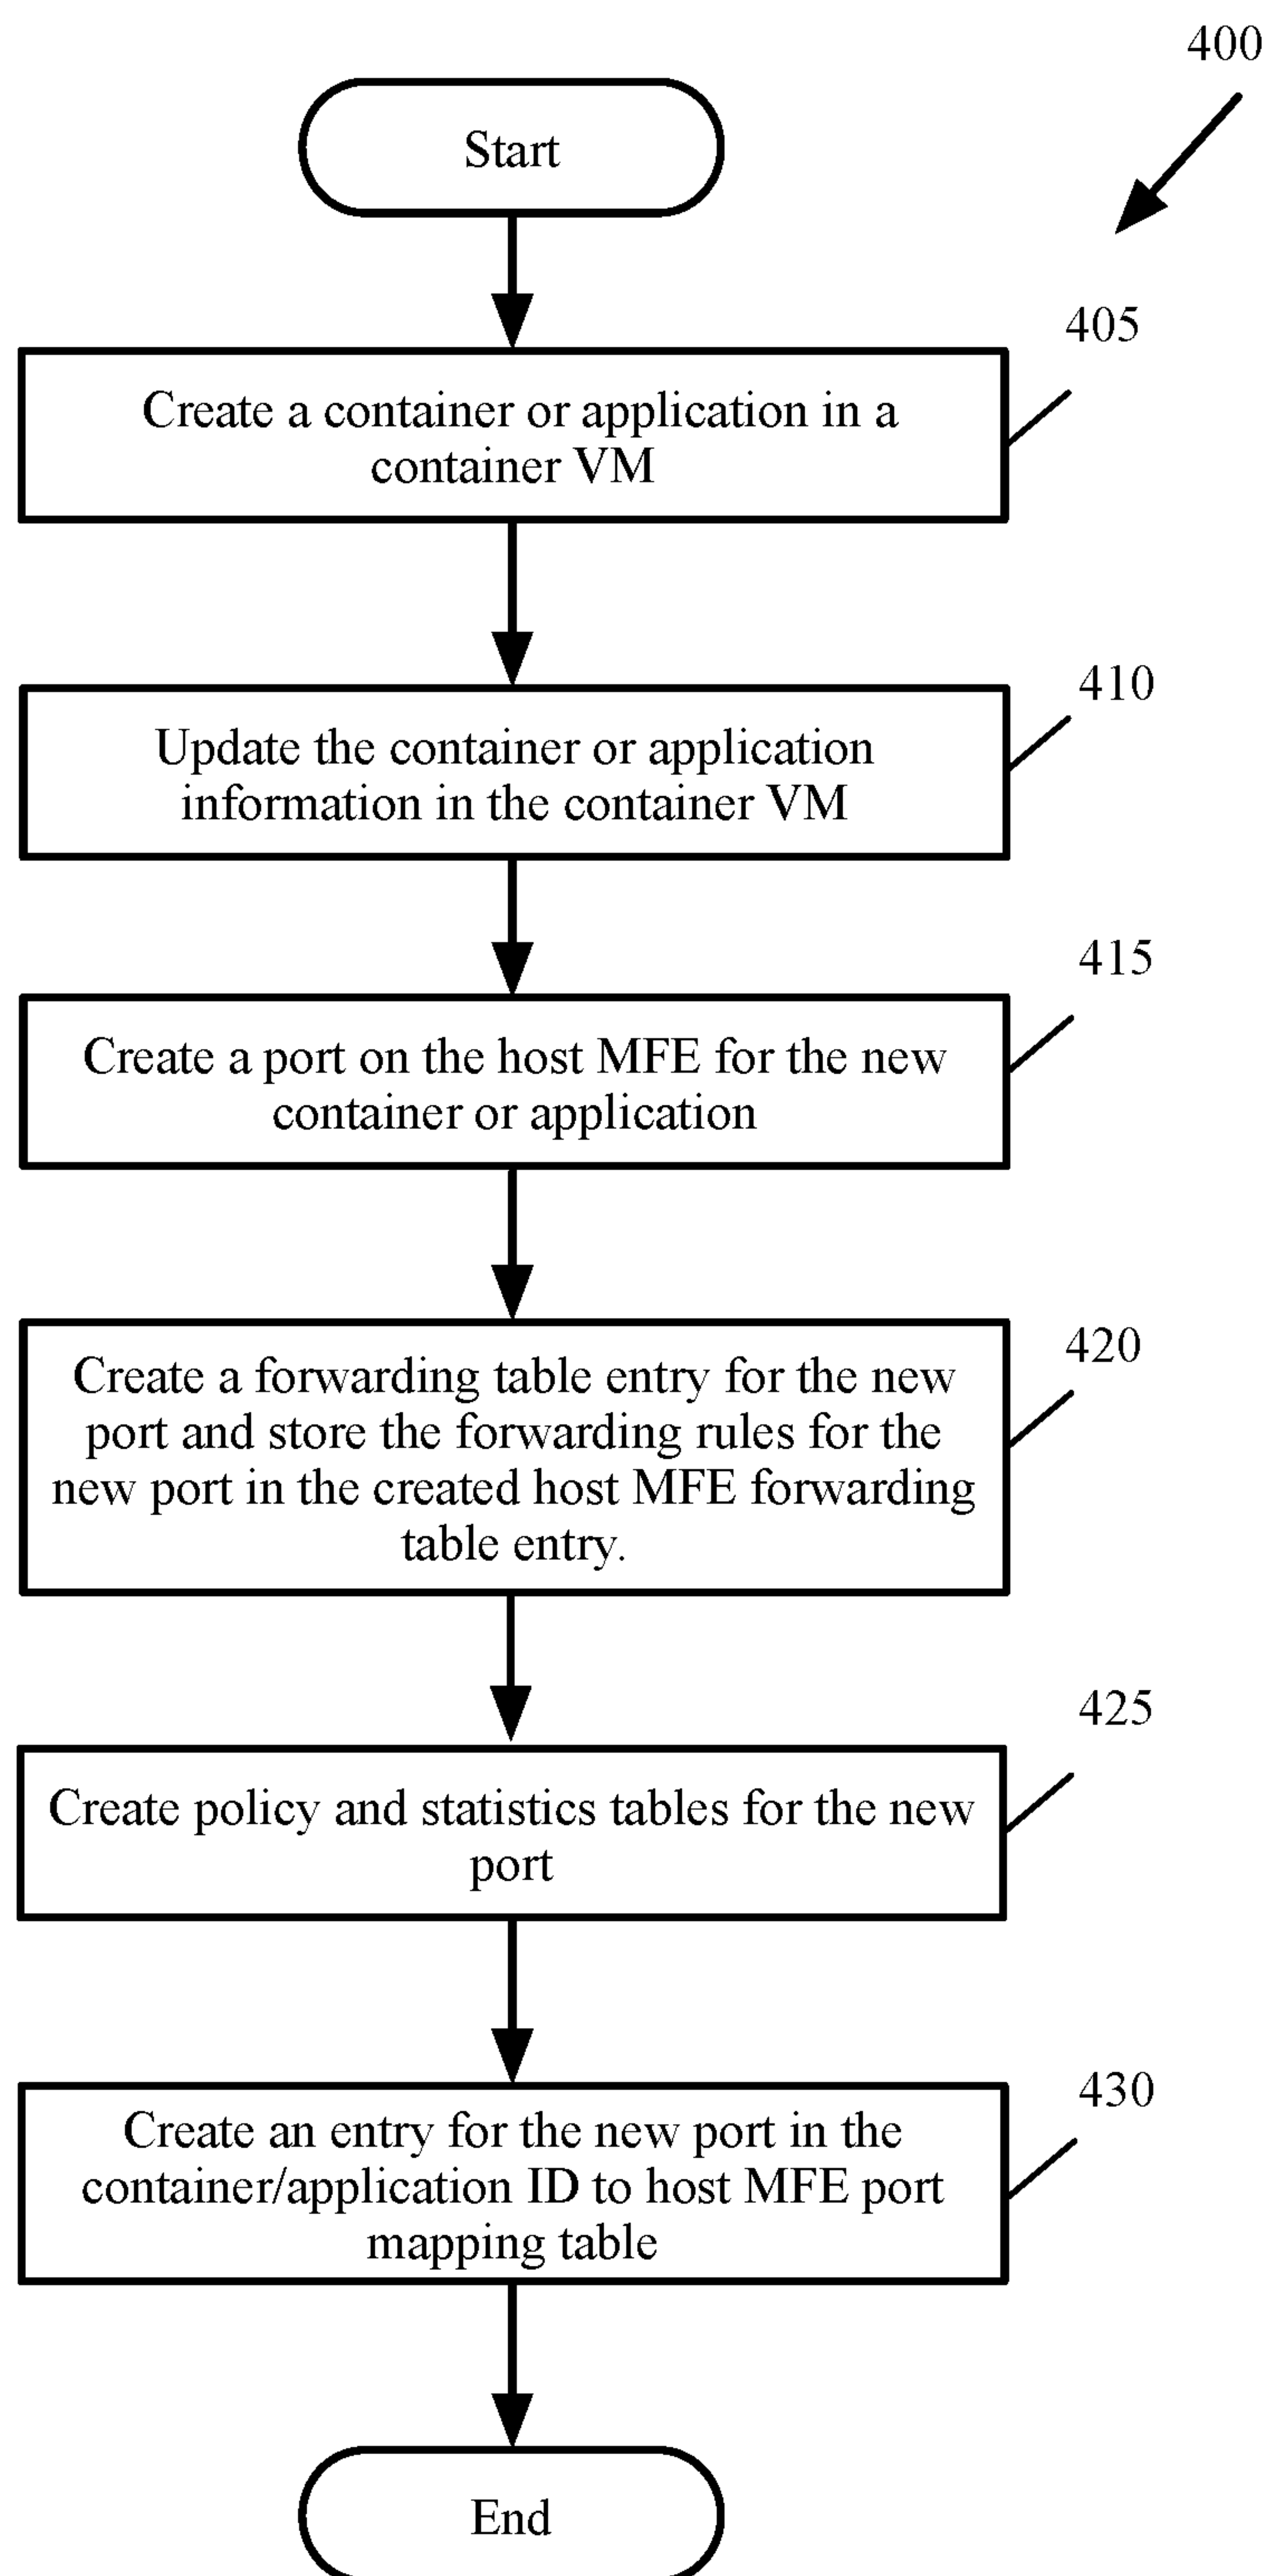 400
Start
405
Create a container or application in a
container VM
410
Update the container or application
information in the container VM
415
Create a port on the host MFE for the new
container or application
420
Create a forwarding table entry for the new
port and store the forwarding rules for the
new port in the created host MFE forwarding
table entry.
425
Create policy and statistics tables for the new
port
430
Create an entry for the new port in the
container/application ID to host MFE port
mapping table
End